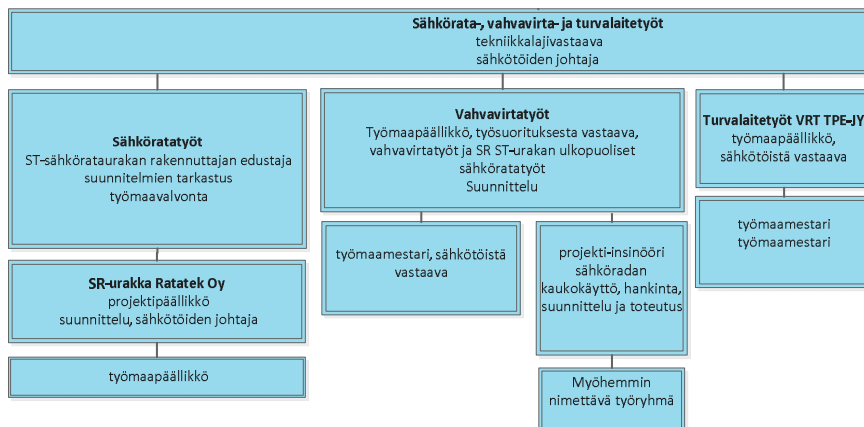 Sähkörata-, vahvavirta- ja turvalaitetyöt
tekniikkalajivastaava
sähkötöiden johtaja
Sähköratatyöt
ST-sähkörataurakan rakennuttajan edustaja
suunnitelmien tarkastus
työmaavalvonta
SR-urakka Ratatek Oy
projektipäällikkö
suunnittelu, sähkötöiden johtaja
työmaapäällikkö
Vahvavirtatyöt
Työmaapäällikkö, työsuorituksesta vastaava,
vahvavirtatyöt ja SR ST-urakan ulkopuoliset
sähköratatyöt
Suunnittelu
työmaamestari, sähkötöistä
vastaava
projekti-insinööri
sähköradan
kaukokäyttö, hankinta,
suunnittelu ja toteutus
Myöhemmin
nimettävä työryhmä
Turvalaitetyöt VRT TPE-JY
työmaapäällikkö,
sähkötöistä vastaava
työmaamestari
työmaamestari